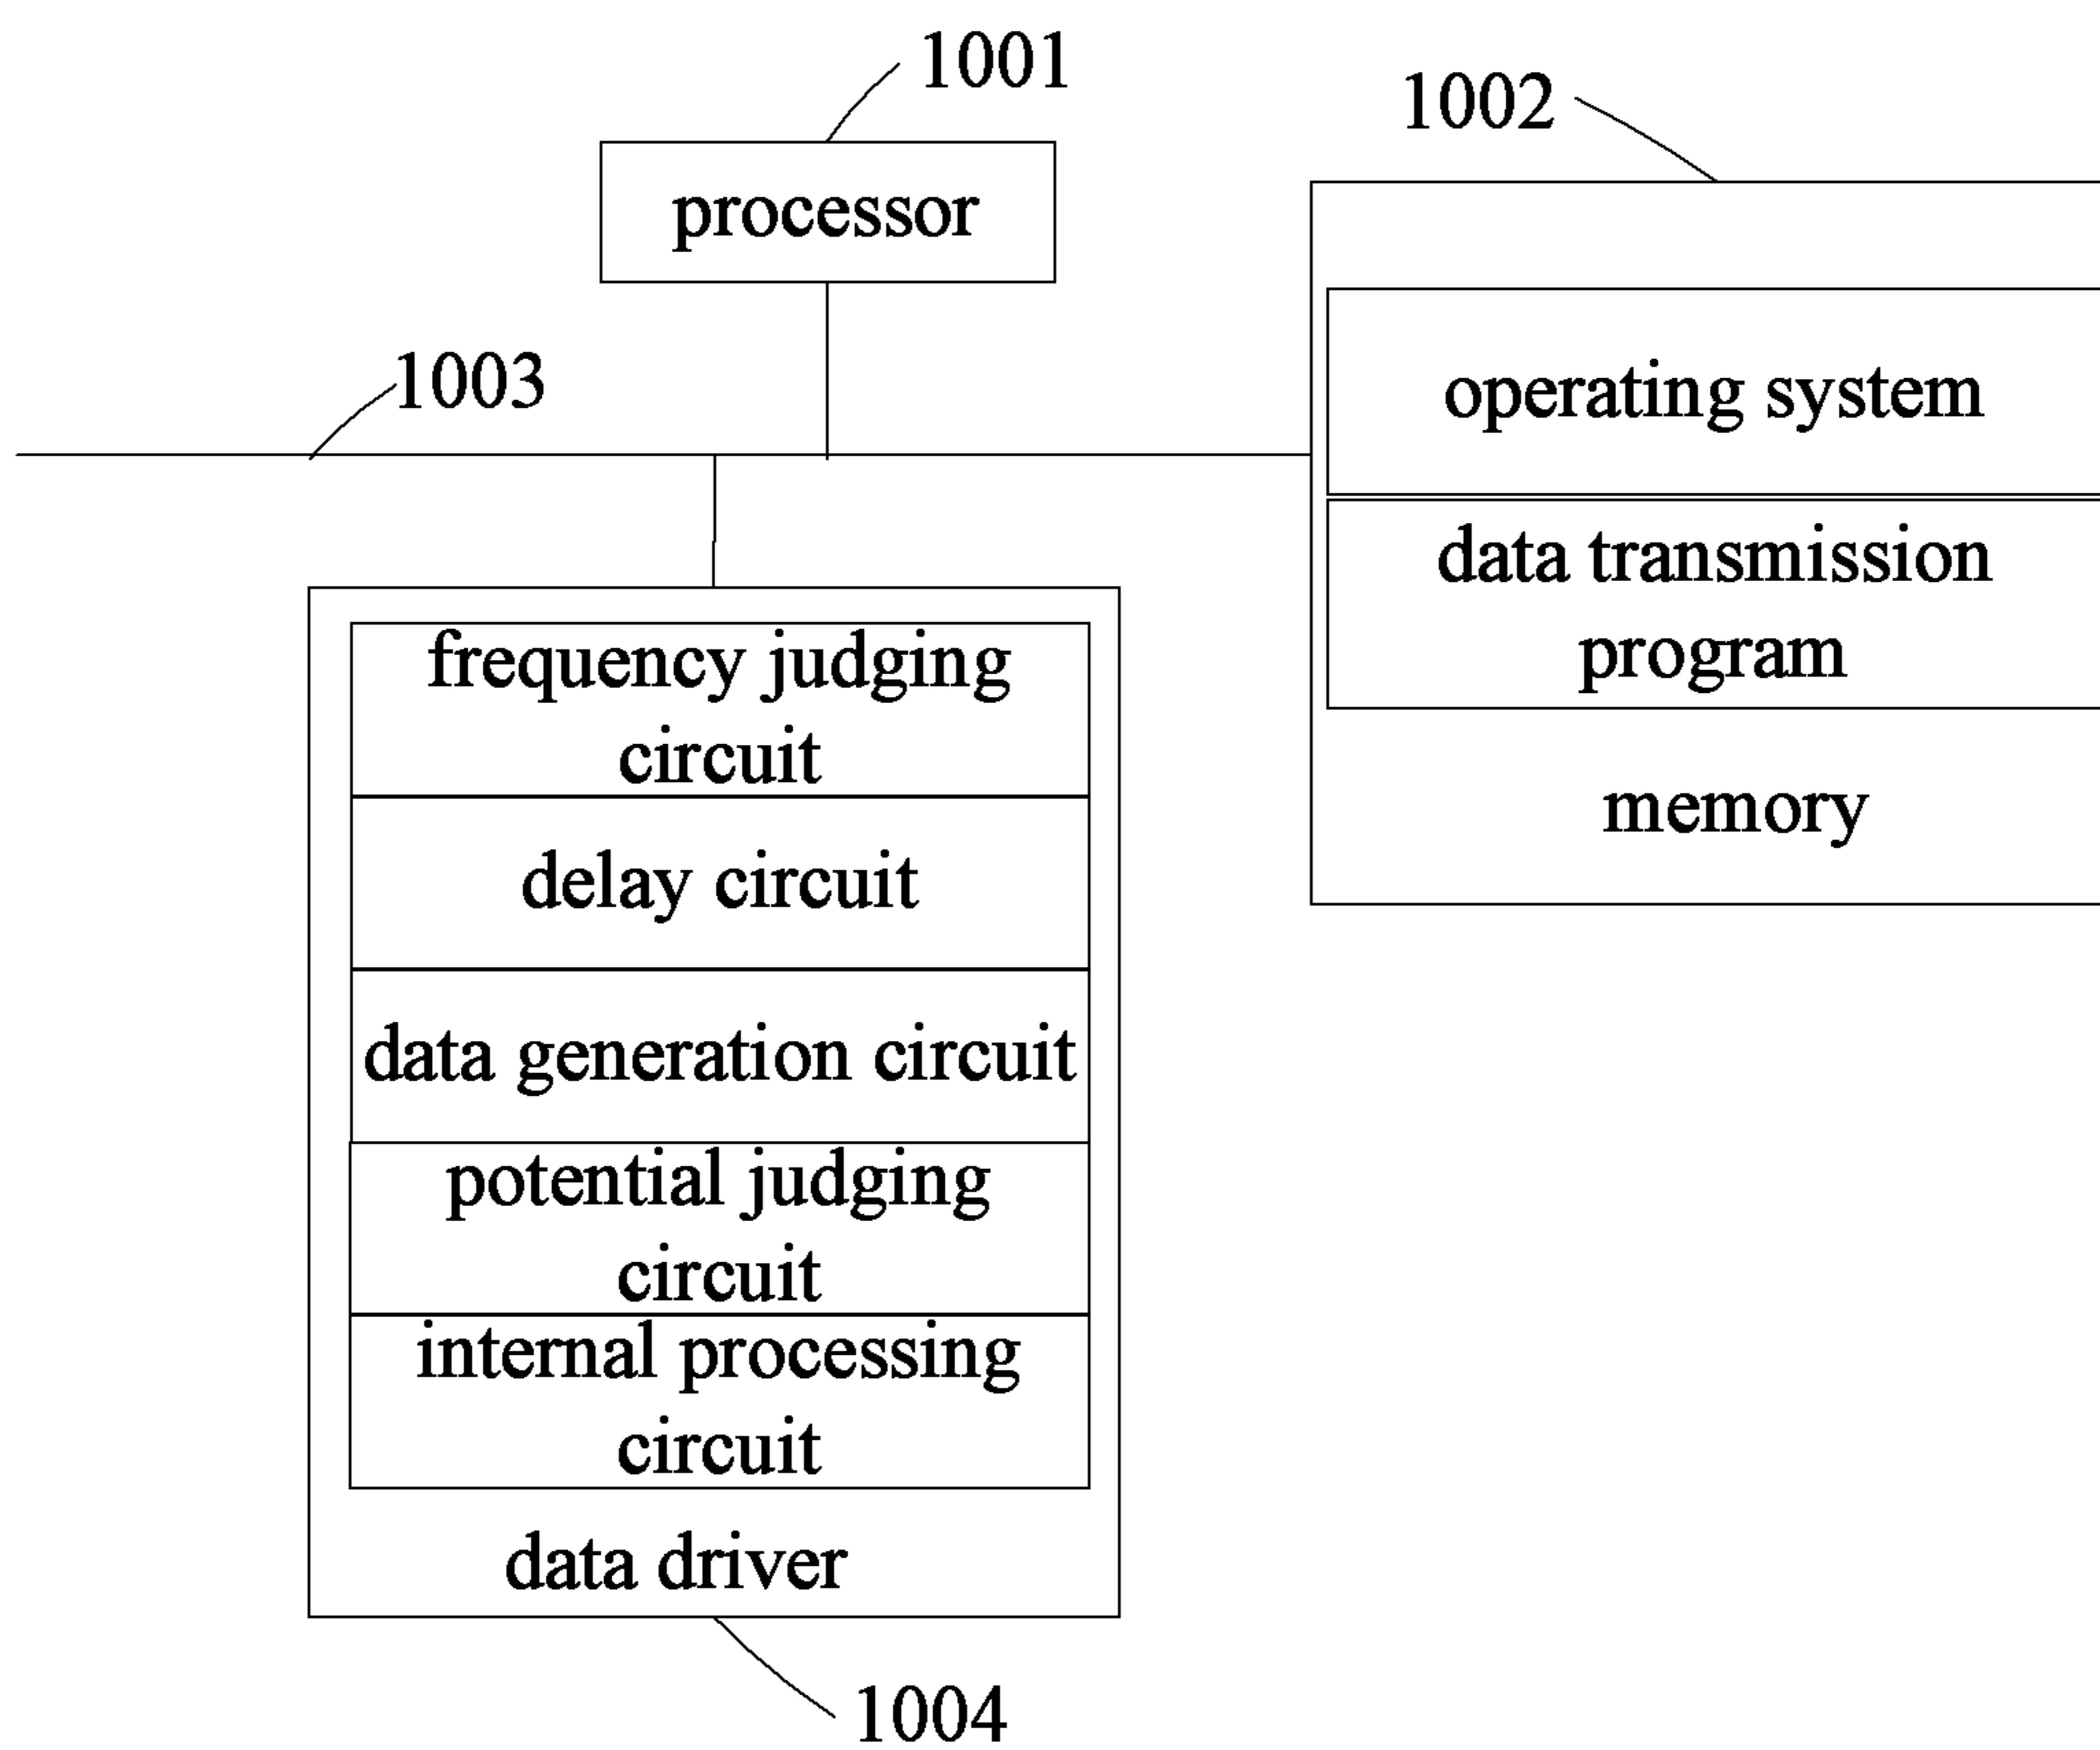 1001
1002
processor
1003
operating system
data transmission
program
memory
frequency judging
circuit
delay circuit
data generation circuit
potential judging
circuit
internal processing
circuit
data driver
1004